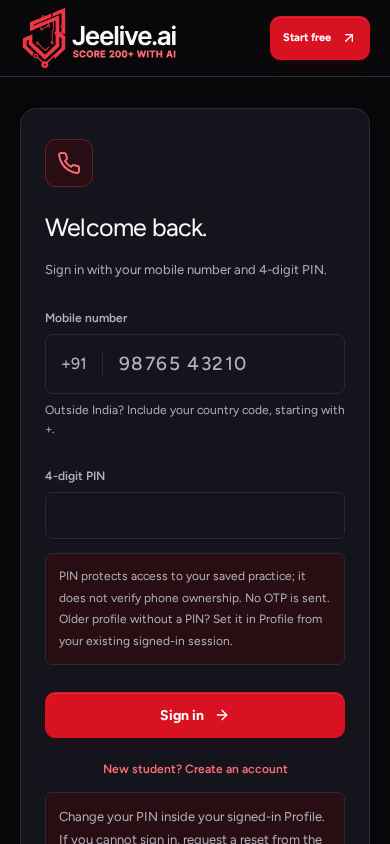 Jeelive.ai
SCORE 200+ WITH AI
Start free
Welcome back.
Sign in with your mobile number and 4-digit PIN.
Mobile number
+91 98765 43210
Outside India? Include your country code, starting with
+.
4-digit PIN
PIN protects access to your saved practice; it
does not verify phone ownership. No OTP is sent.
Older profile without a PIN? Set it in Profile from
your existing signed-in session.
Sign in
New student? Create an account
Change your PIN inside your signed-in Profile.
If you cannot sign in, request a reset from the